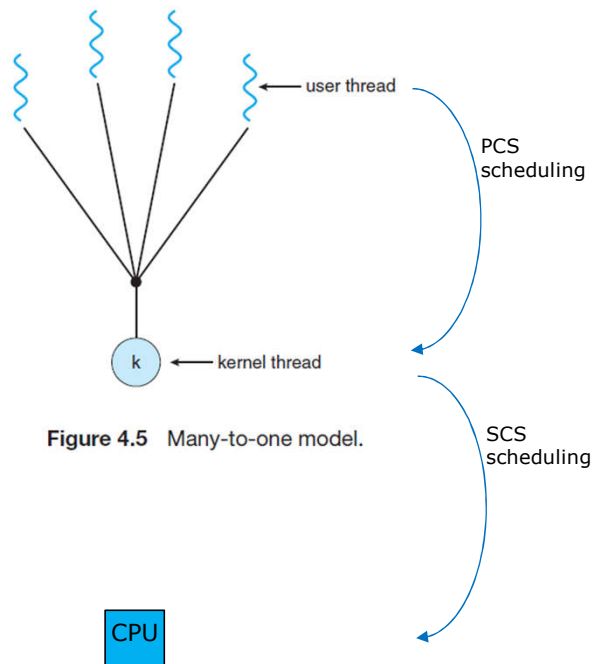 user thread
PCS
scheduling
k
kernel thread
Figure 4.5 Many-to-one model.
SCS
scheduling
CPU